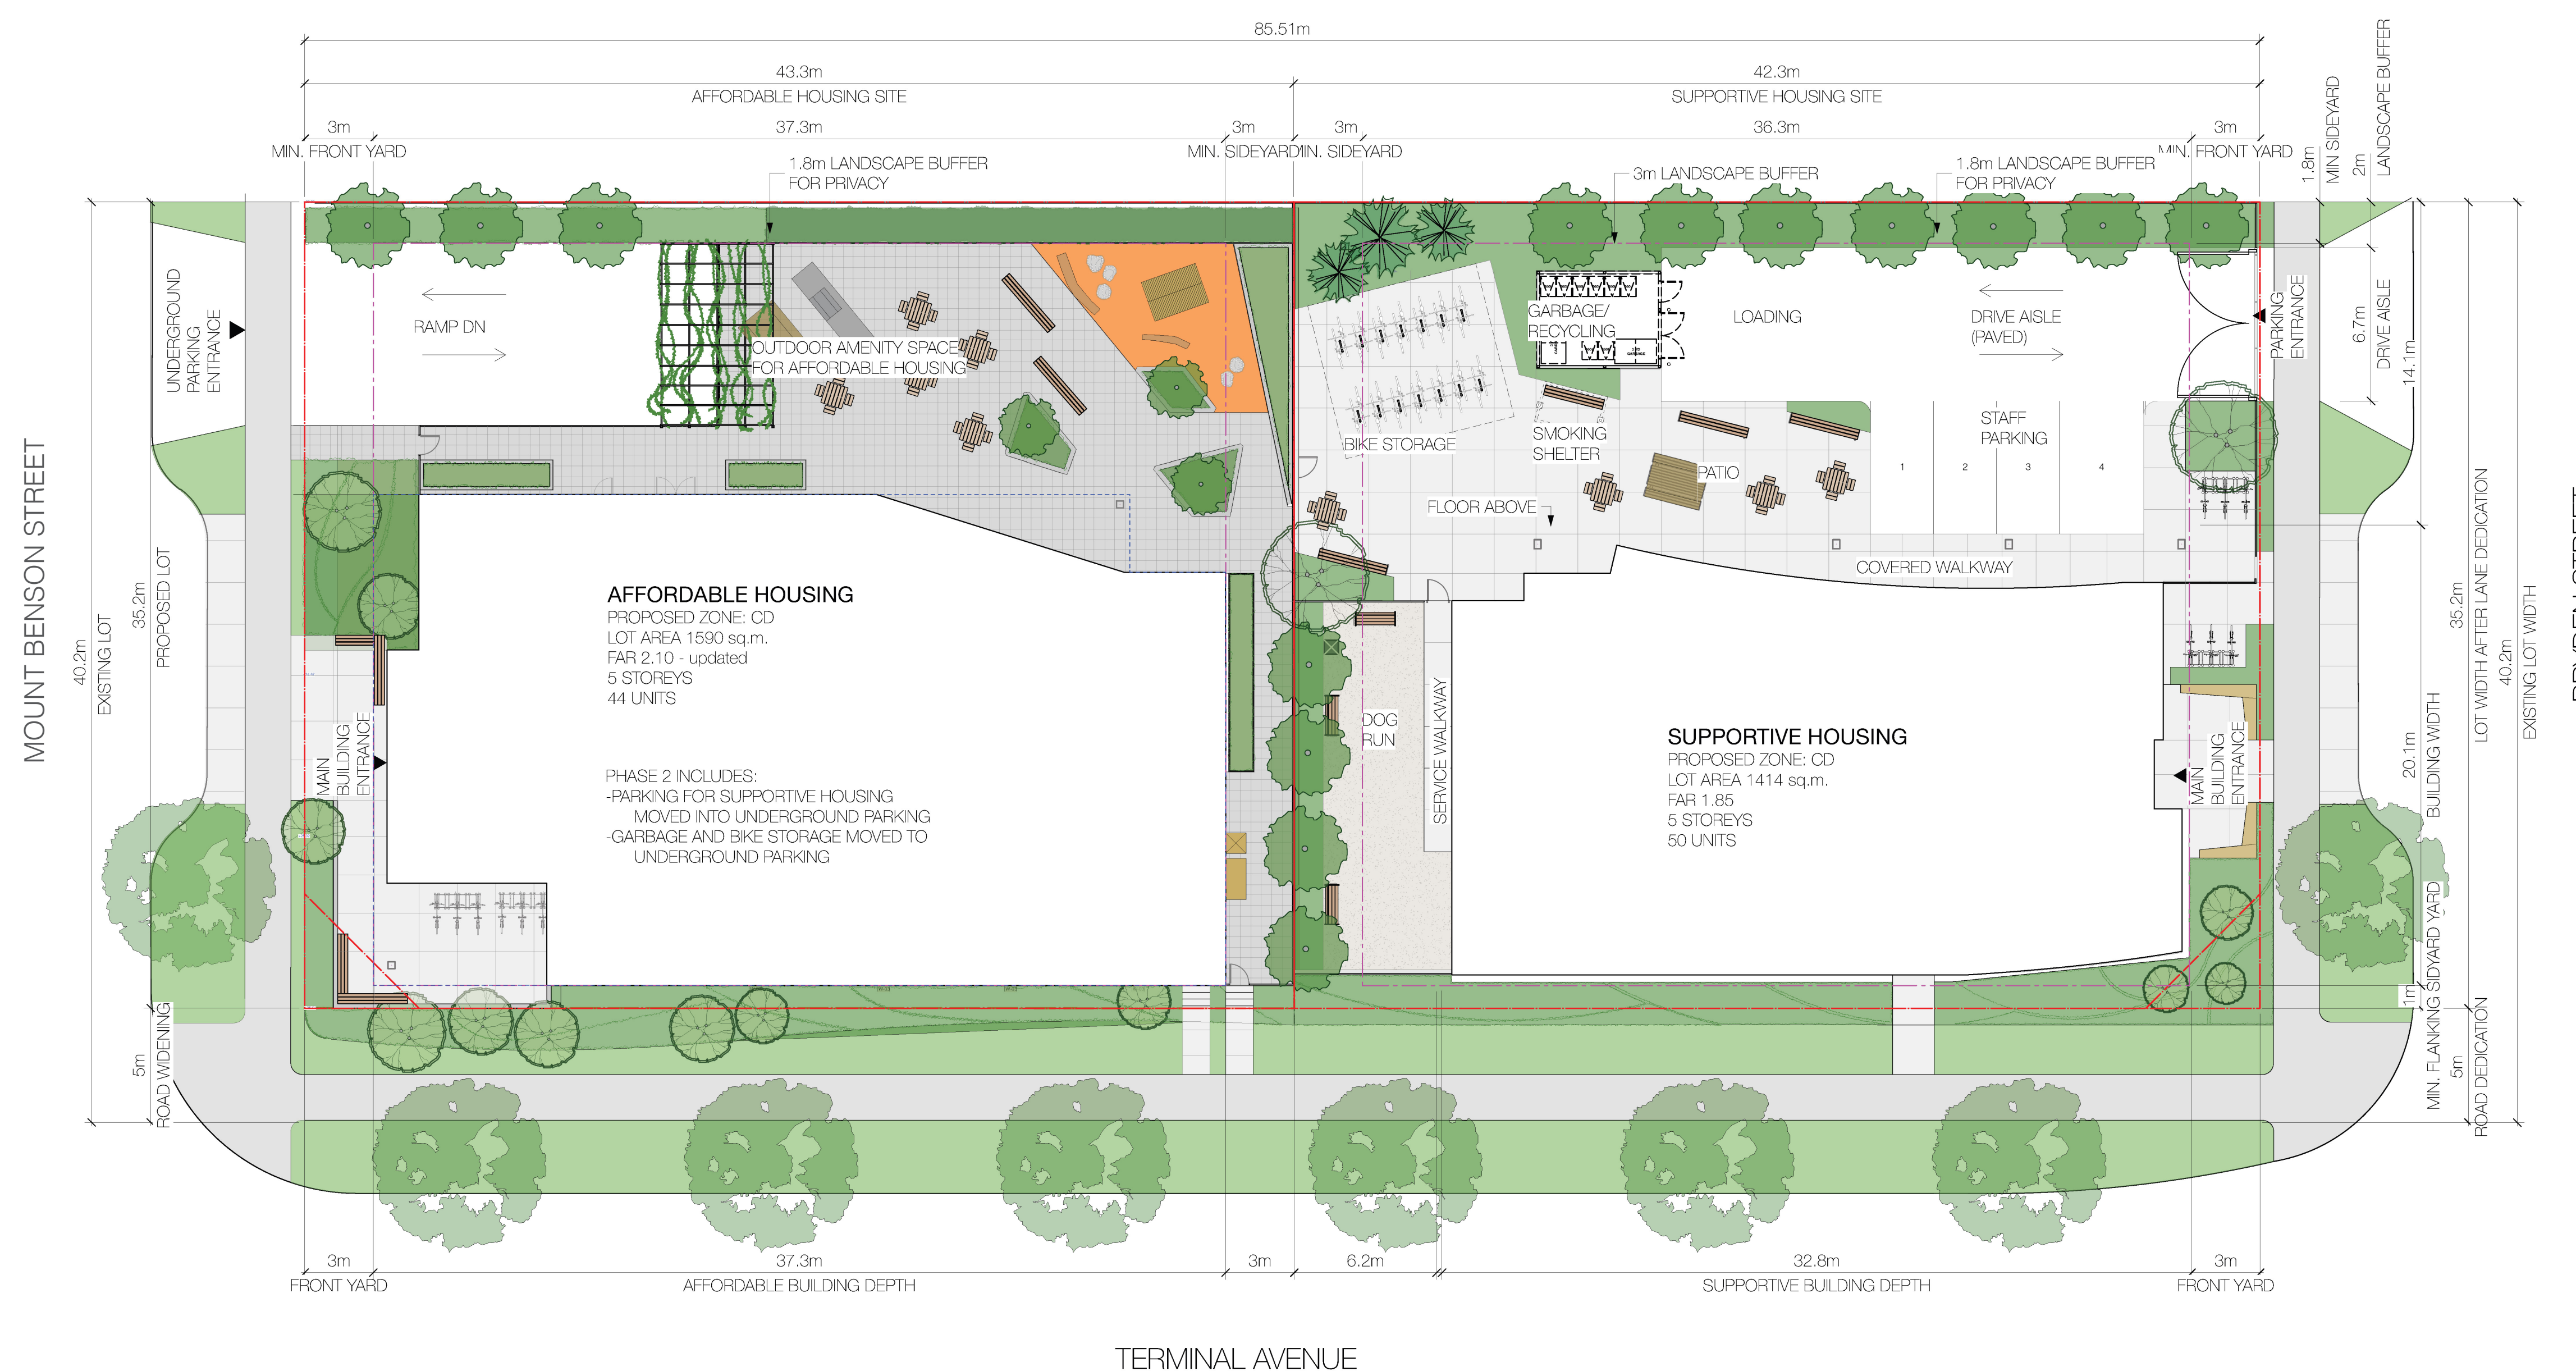 85.51m
43.3m
42.3m
AFFORDABLE HOUSING SITE
SUPPORTIVE HOUSING SITE
3m
37.3m
3m
3m
36.3m
3m
MIN. FRONT YARD
MIN. SIDEYARD
MIN. SIDEYARD
MIN. FRONT YARD
1.8m
MIN SIDEYARD
2m
LANDSCAPE BUFFER
1.8m LANDSCAPE BUFFER
FOR PRIVACY
3m LANDSCAPE BUFFER
1.8m LANDSCAPE BUFFER
FOR PRIVACY
UNDERGROUND
PARKING
ENTRANCE
RAMP DN
OUTDOOR AMENITY SPACE
FOR AFFORDABLE HOUSING
GARBAGE/
RECYCLING
LOADING
DRIVE AISLE
(PAVED)
PARKING
ENTRANCE
6.7m
DRIVE AISLE
14.1m
BIKE STORAGE
SMOKING
SHELTER
PATIO
STAFF
PARKING
1
2
3
4
FLOOR ABOVE
COVERED WALKWAY
MOUNT BENSON STREET
40.2m
EXISTING LOT
35.2m
PROPOSED LOT
AFFORDABLE HOUSING
PROPOSED ZONE: CD
LOT AREA 1590 sq.m.
FAR 2.10 - updated
5 STOREYS
44 UNITS
MAIN
BUILDING
ENTRANCE
PHASE 2 INCLUDES:
-PARKING FOR SUPPORTIVE HOUSING
MOVED INTO UNDERGROUND PARKING
-GARBAGE AND BIKE STORAGE MOVED TO
UNDERGROUND PARKING
DOG
RUN
SERVICE WALKWAY
SUPPORTIVE HOUSING
PROPOSED ZONE: CD
LOT AREA 1414 sq.m.
FAR 1.85
5 STOREYS
50 UNITS
MAIN
BUILDING
ENTRANCE
20.1m
BUILDING WIDTH
35.2m
LOT WIDTH AFTER LANE DEDICATION
40.2m
EXISTING LOT WIDTH
1m
MIN. FLANKING SIDYARD YARD
5m
ROAD DEDICATION
5m
ROAD WIDENING
3m
37.3m
3m
6.2m
32.8m
3m
FRONT YARD
AFFORDABLE BUILDING DEPTH
SUPPORTIVE BUILDING DEPTH
FRONT YARD
TERMINAL AVENUE